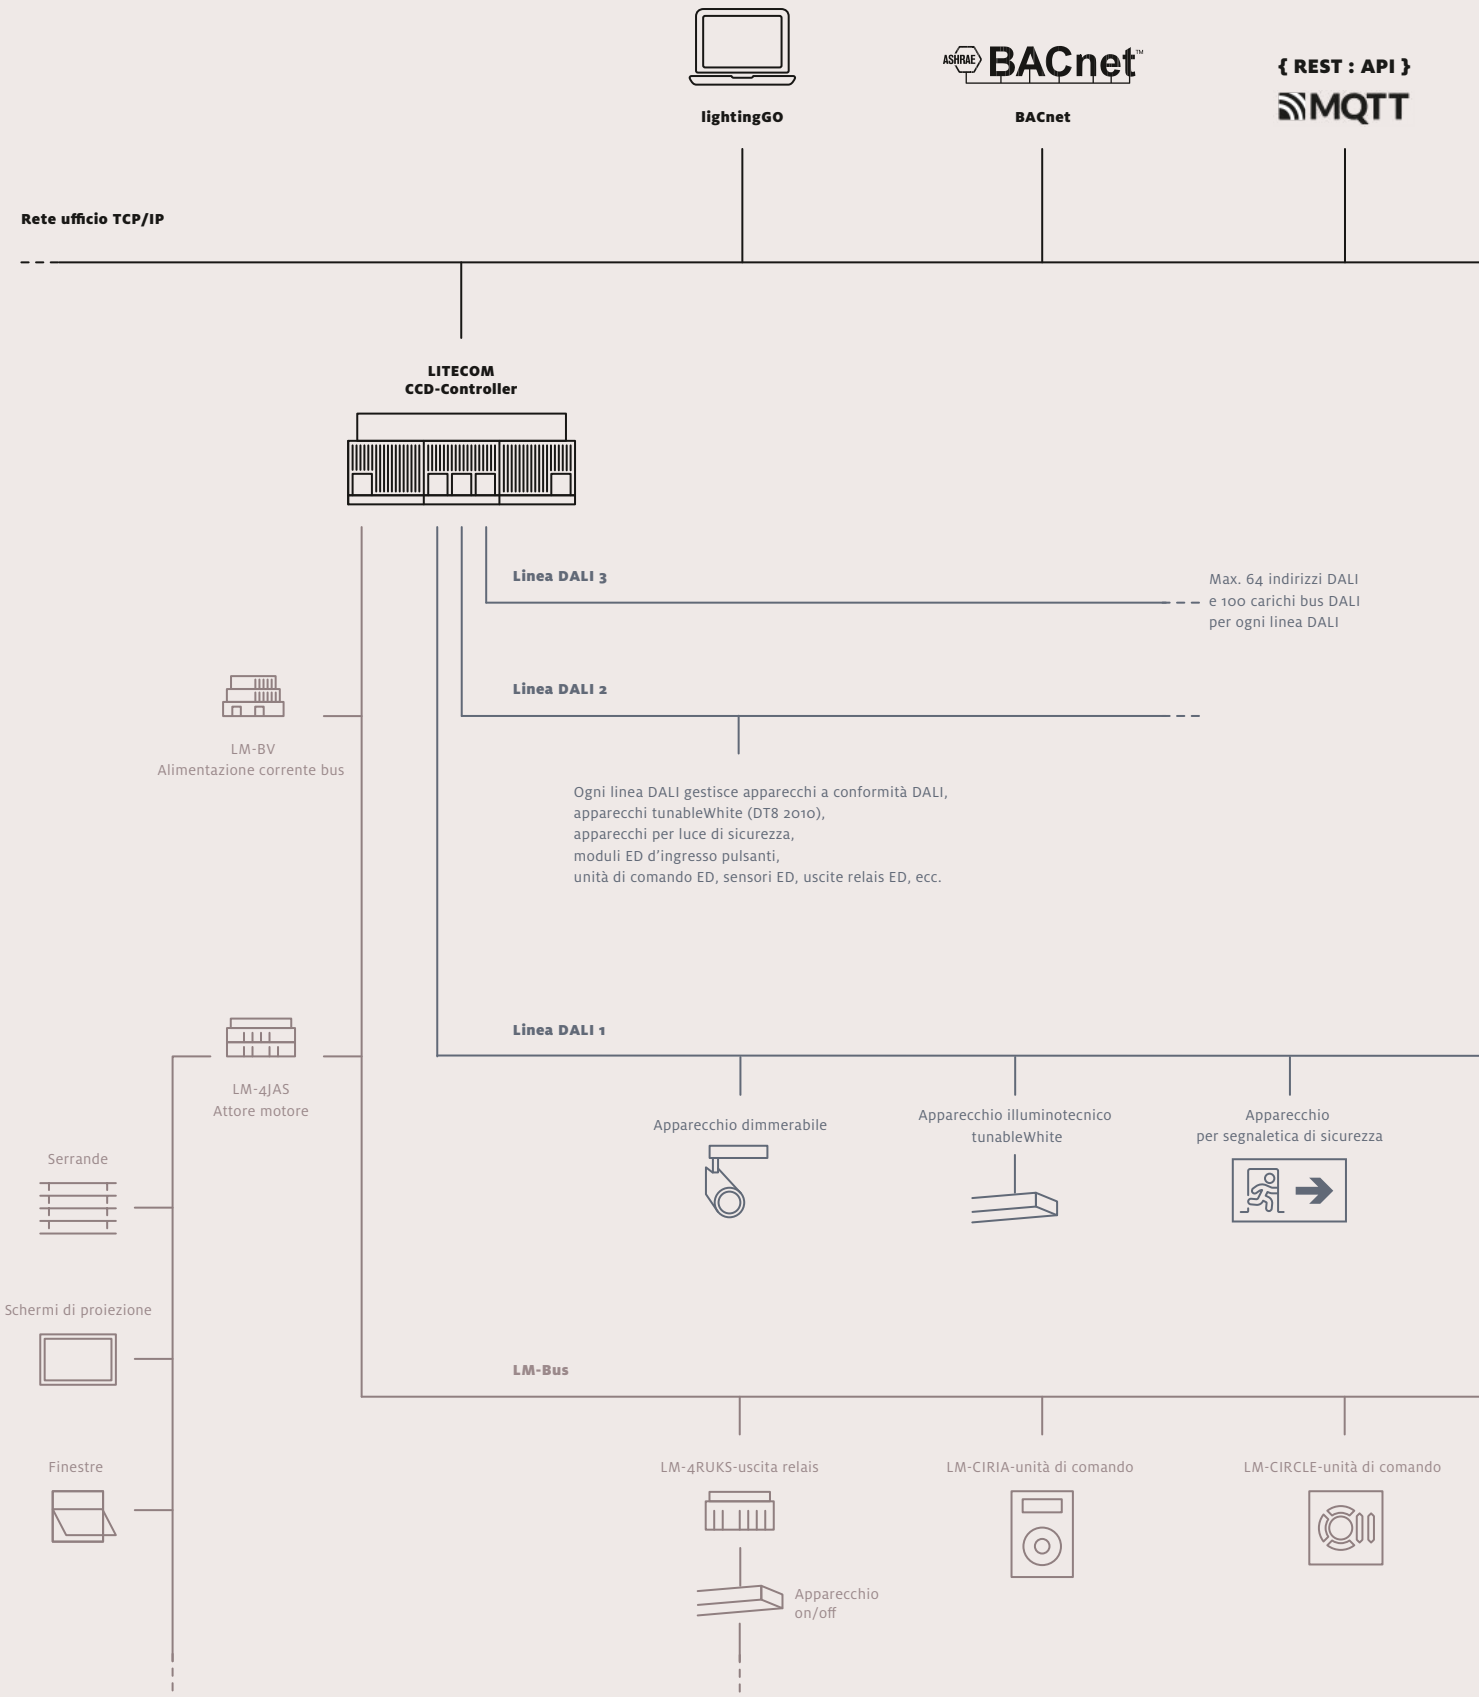 ASHRAE BACnet™
{ REST : API }
MQTT
lightingGO
BACnet
Rete ufficio TCP/IP
LITECOM
CCD-Controller
Linea DALI 3
Max. 64 indirizzi DALI
e 100 carichi bus DALI
per ogni linea DALI
Linea DALI 2
LM-BV
Alimentazione corrente bus
Ogni linea DALI gestisce apparecchi a conformità DALI,
apparecchi tunableWhite (DT8 2010),
apparecchi per luce di sicurezza,
moduli ED d’ingresso pulsanti,
unità di comando ED, sensori ED, uscite relais ED, ecc.
Linea DALI 1
LM-4JAS
Attore motore
Apparecchio dimmerabile
Apparecchio illuminotecnico
tunableWhite
Apparecchio
per segnaletica di sicurezza
Serrande
Schermi di proiezione
LM-Bus
Finestre
LM-4RUKS-uscita relais
LM-CIRIA-unità di comando
LM-CIRCLE-unità di comando
Apparecchio
on/off